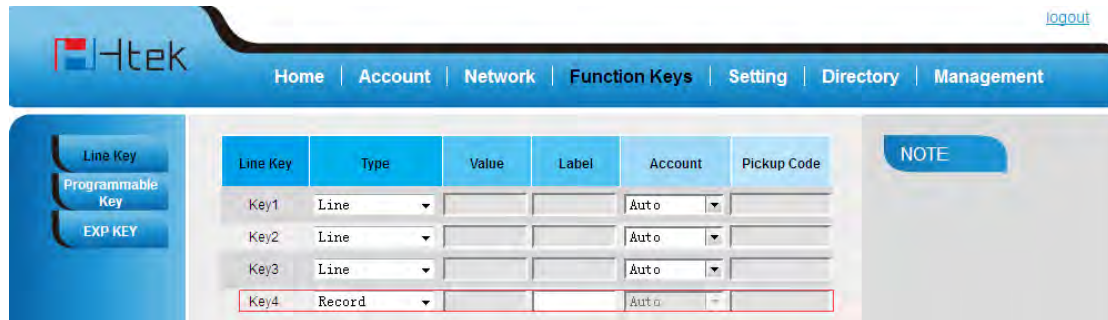 logout
Htek
Home | Account | Network | Function Keys | Setting | Directory | Management
Line Key
Programmable Key
EXP KEY
Line Key Type Value Label Account Pickup Code
Key1 Line Auto
Key2 Line Auto
Key3 Line Auto
Key4 Record Auto
NOTE